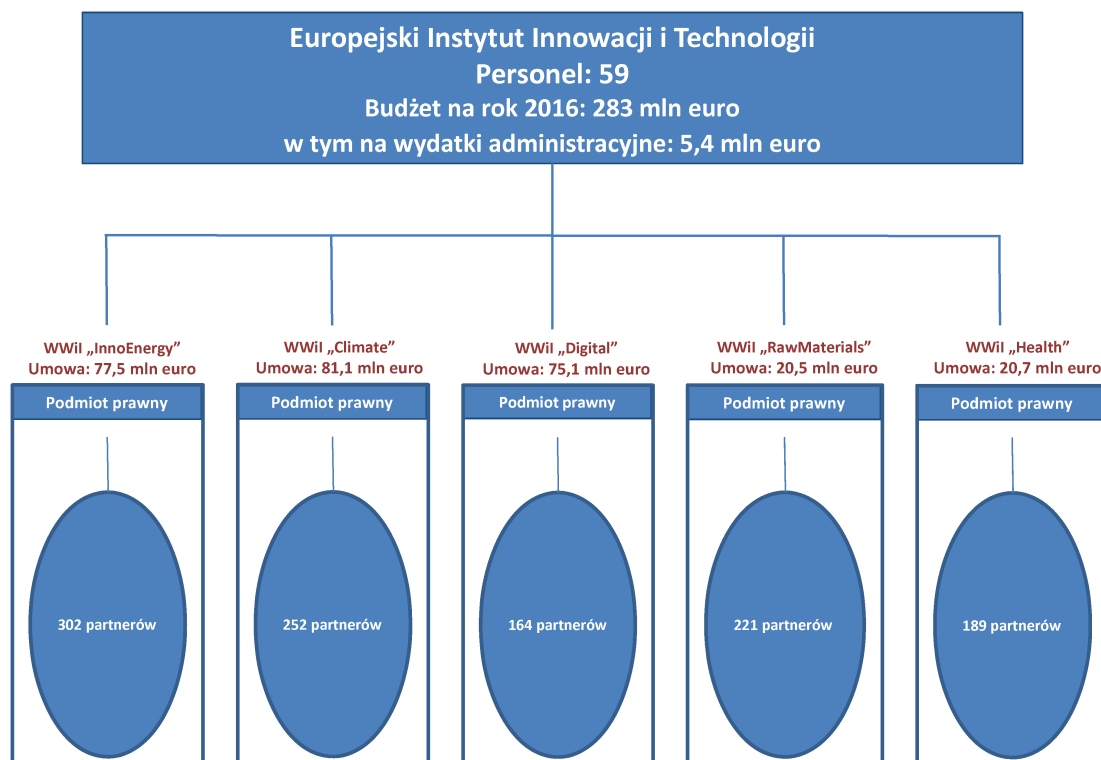 Europejski Instytut Innowacji i Technologii
Personel: 59
Budżet na rok 2016: 283 mln euro
w tym na wydatki administracyjne: 5,4 mln euro
WWiI „InnoEnergy”
Umowa: 77,5 mln euro
Podmiot prawny
302 partnerów
WWiI „Climate”
Umowa: 81,1 mln euro
Podmiot prawny
252 partnerów
WWiI „Digital”
Umowa: 75,1 mln euro
Podmiot prawny
164 partnerów
WWiI „RawMaterials”
Umowa: 20,5 mln euro
Podmiot prawny
221 partnerów
WWiI „Health”
Umowa: 20,7 mln euro
Podmiot prawny
189 partnerów